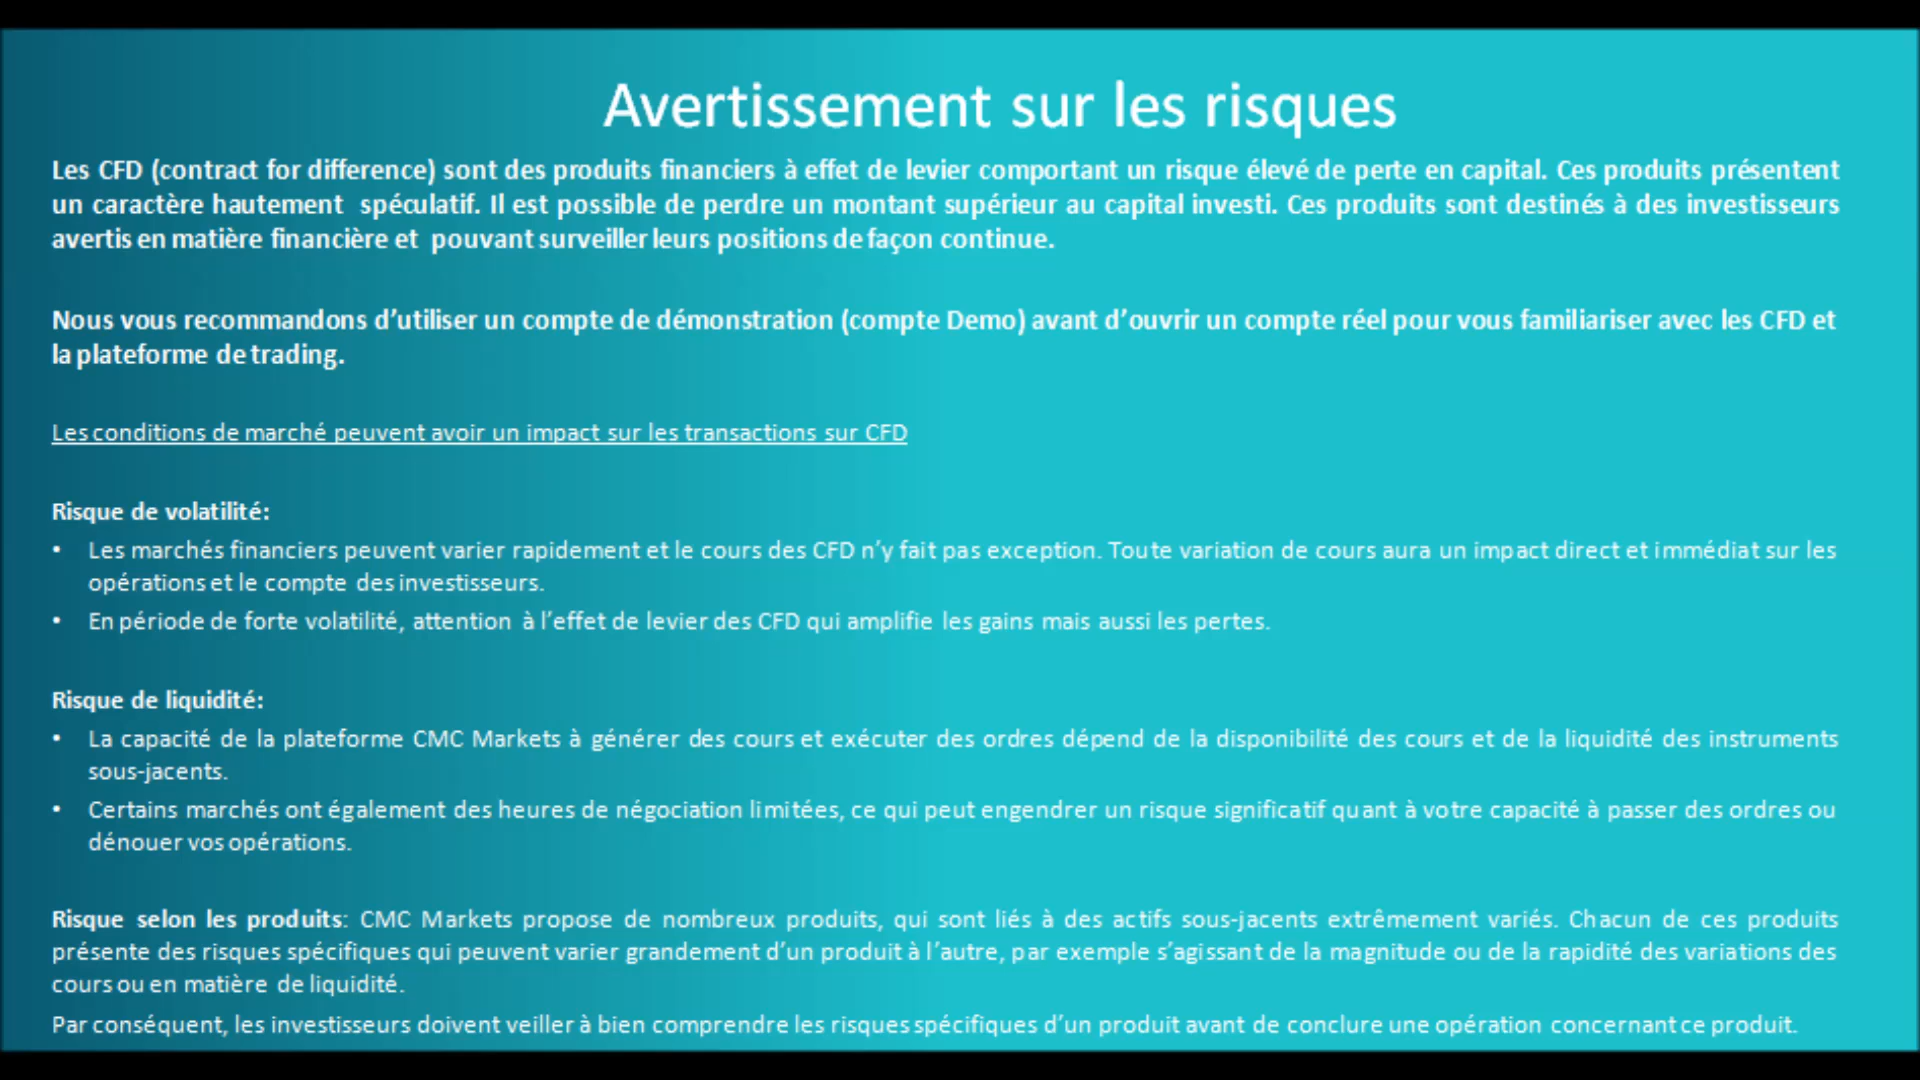 Avertissement sur les risques
Les CFD (contract for difference) sont des produits financiers à effet de levier comportant un risque élevé de perte en capital. Ces produits présentent
un caractère hautement spéculatif. Il est possible de perdre un montant supérieur au capital investi. Ces produits sont destinés à des investisseurs
avertis en matière financière et pouvant surveiller leurs positions de façon continue.
Nous vous recommandons d’utiliser un compte de démonstration (compte Demo) avant d’ouvrir un compte réel pour vous familiariser avec les CFD et
la plateforme de trading.
Les conditions de marché peuvent avoir un impact sur les transactions sur CFD
Risque de volatilité:
• Les marchés financiers peuvent varier rapidement et le cours des CFD n’y fait pas exception. Toute variation de cours aura un impact direct et immédiat sur les
opérations et le compte des investisseurs.
• En période de forte volatilité, attention à l’effet de levier des CFD qui amplifie les gains mais aussi les pertes.
Risque de liquidité:
• La capacité de la plateforme CMC Markets à générer des cours et exécuter des ordres dépend de la disponibilité des cours et de la liquidité des instruments
sous-jacents.
• Certains marchés ont également des heures de négociation limitées, ce qui peut engendrer un risque significatif quant à votre capacité à passer des ordres ou
dénouer vos opérations.
Risque selon les produits: CMC Markets propose de nombreux produits, qui sont liés à des actifs sous-jacents extrêmement variés. Chacun de ces produits
présente des risques spécifiques qui peuvent varier grandement d’un produit à l’autre, par exemple s’agissant de la magnitude ou de la rapidité des variations des
cours ou en matière de liquidité.
Par conséquent, les investisseurs doivent veiller à bien comprendre les risques spécifiques d’un produit avant de conclure une opération concernant ce produit.